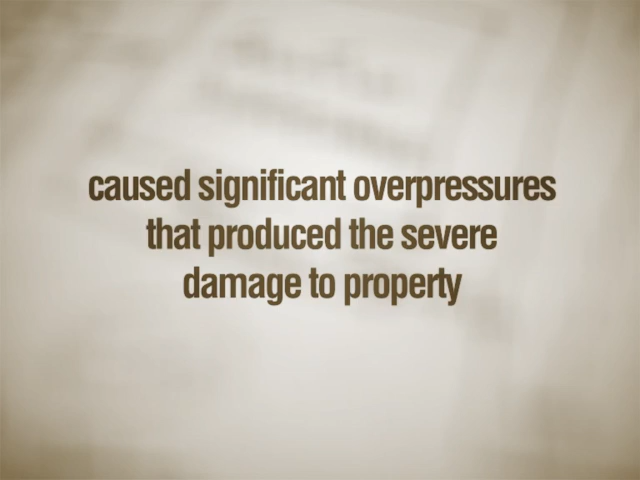 caused significant overpressures
that produced the severe
damage to property